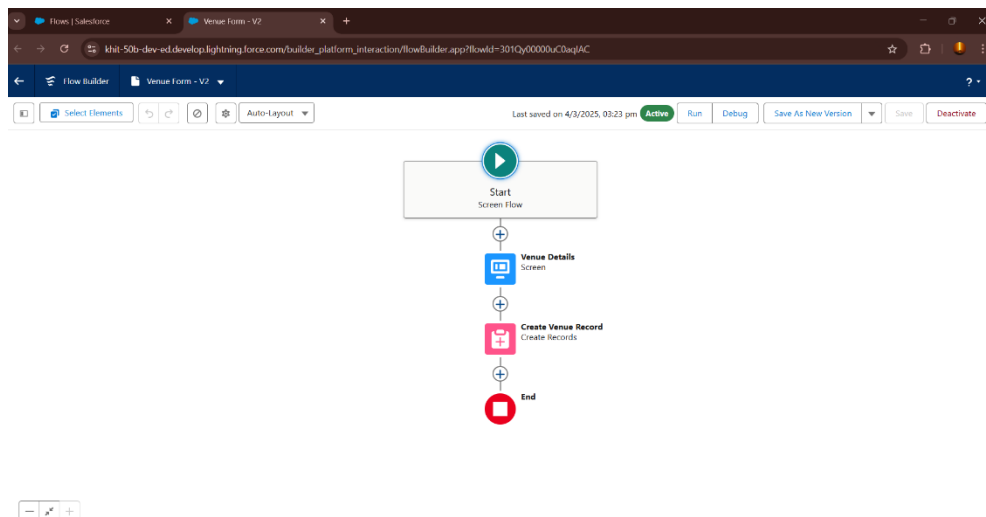 Flows | Salesforce
Venue Form - V2
khit-50b-dev-ed.develop.lightning.force.com/builder_platform_interaction/flowBuilder.app?flowId=301Qy00000uC0aqIAC
Flow Builder
Venue Form - V2
?
Select Elements
Auto-Layout
Last saved on 4/3/2025, 03:23 pm
Active
Run
Debug
Save As New Version
Save
Deactivate
Start
Screen Flow
Venue Details
Screen
Create Venue Record
Create Records
End